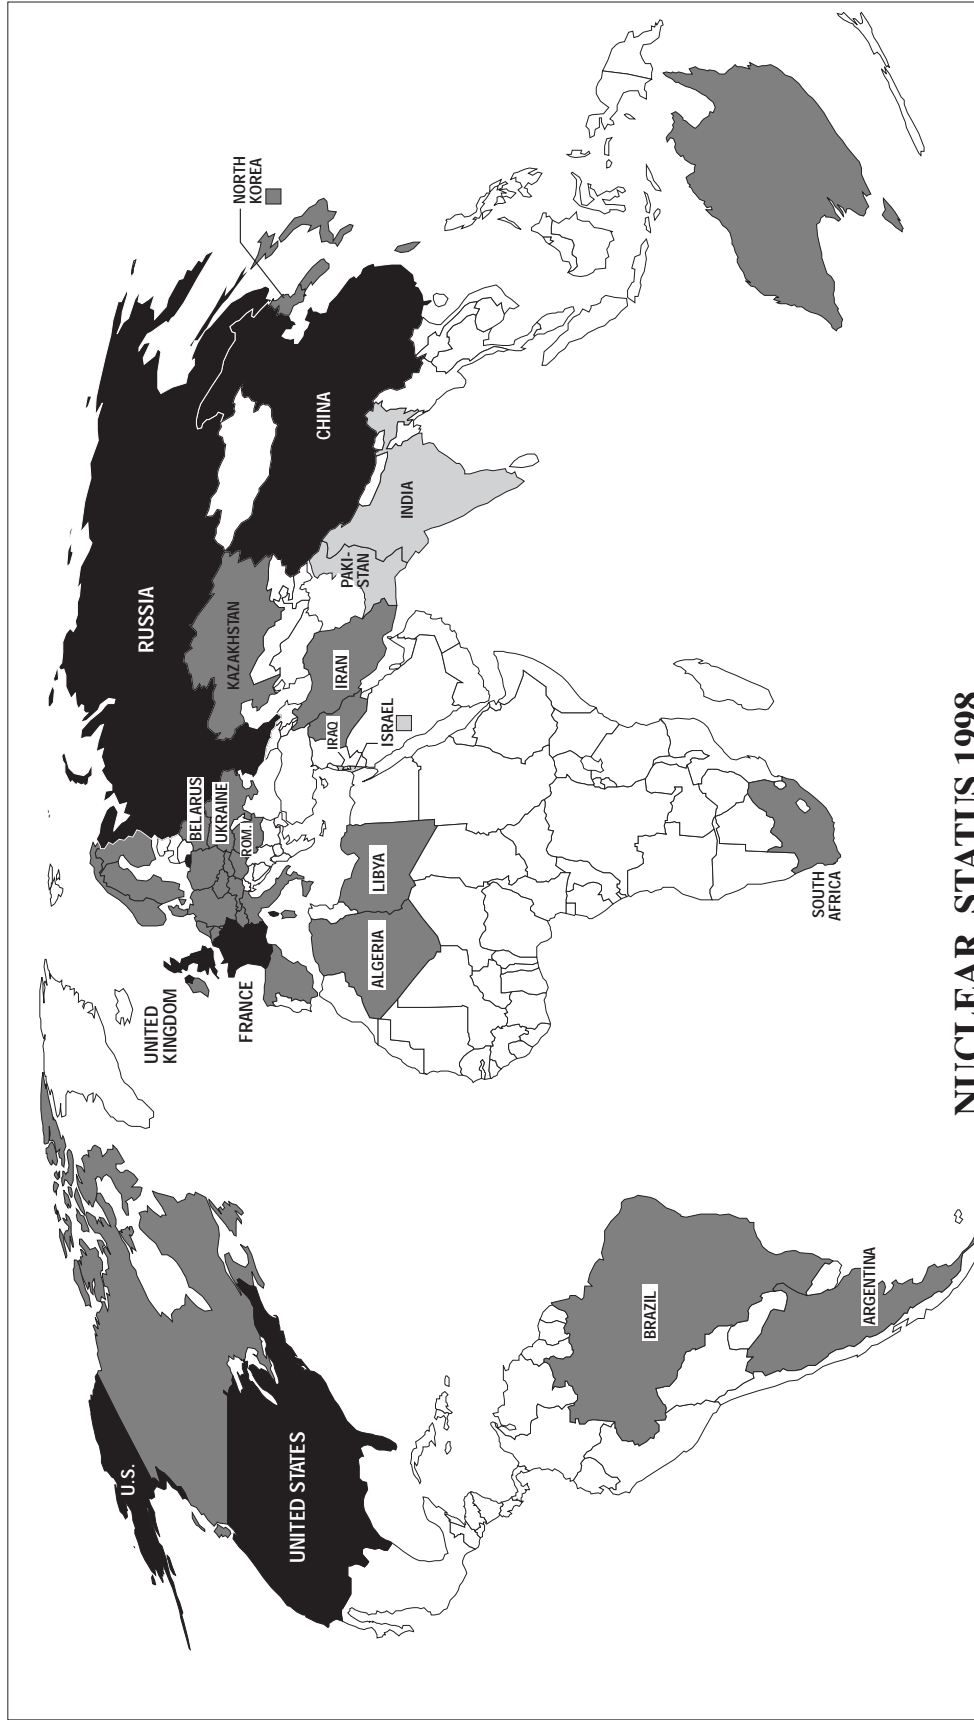 U.S.
UNITED STATES
BRAZIL
ARGENTINA
UNITED
KINGDOM
FRANCE
ALGERIA
LIBYA
SOUTH
AFRICA
BELARUS
UKRAINE
ROM.
RUSSIA
KAZAKHSTAN
IRAQ
ISRAEL
IRAN
PAKI-
STAN
INDIA
CHINA
NORTH
KOREA
NUCLEAR STATUS 1998